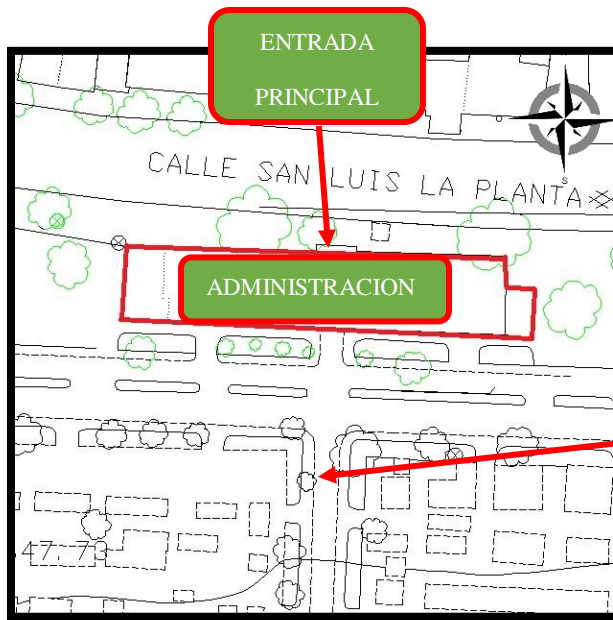 ENTRADA
PRINCIPAL
CALLE SAN LUIS LA PLANTA
S
ADMINISTRACION
47.73